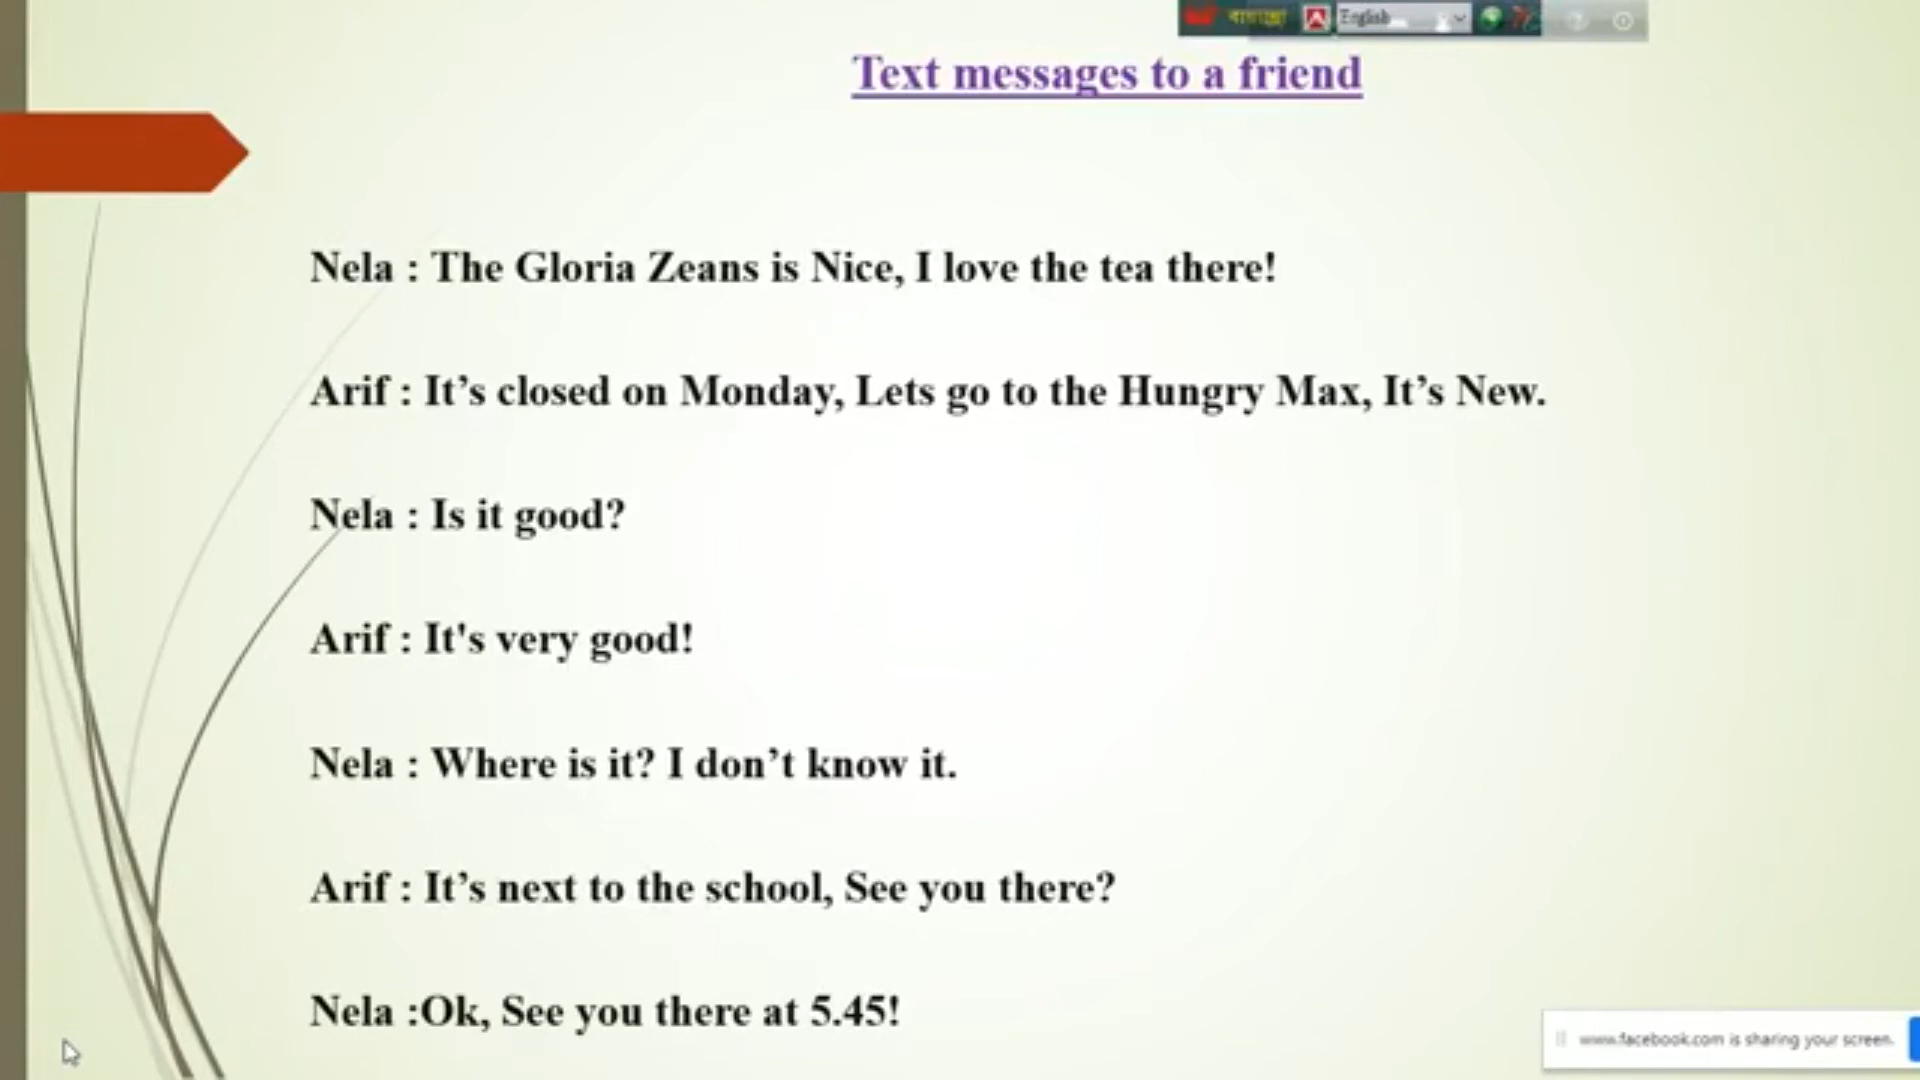 English
Text messages to a friend
Nela : The Gloria Zeans is Nice, I love the tea there!
Arif : It’s closed on Monday, Lets go to the Hungry Max, It’s New.
Nela : Is it good?
Arif : It's very good!
Nela : Where is it? I don’t know it.
Arif : It’s next to the school, See you there?
Nela :Ok, See you there at 5.45!
www.facebook.com is sharing your screen.